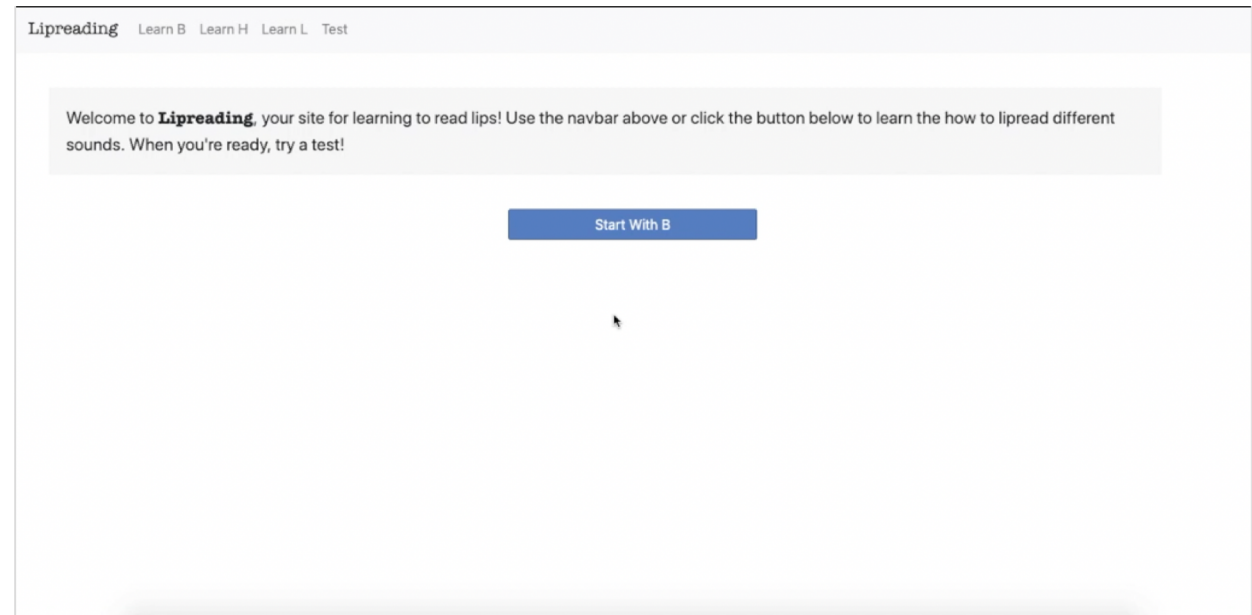 Lipreading Learn B Learn H Learn L Test
Welcome to Lipreading, your site for learning to read lips! Use the navbar above or click the button below to learn the how to lipread different
sounds. When you're ready, try a test!
Start With B